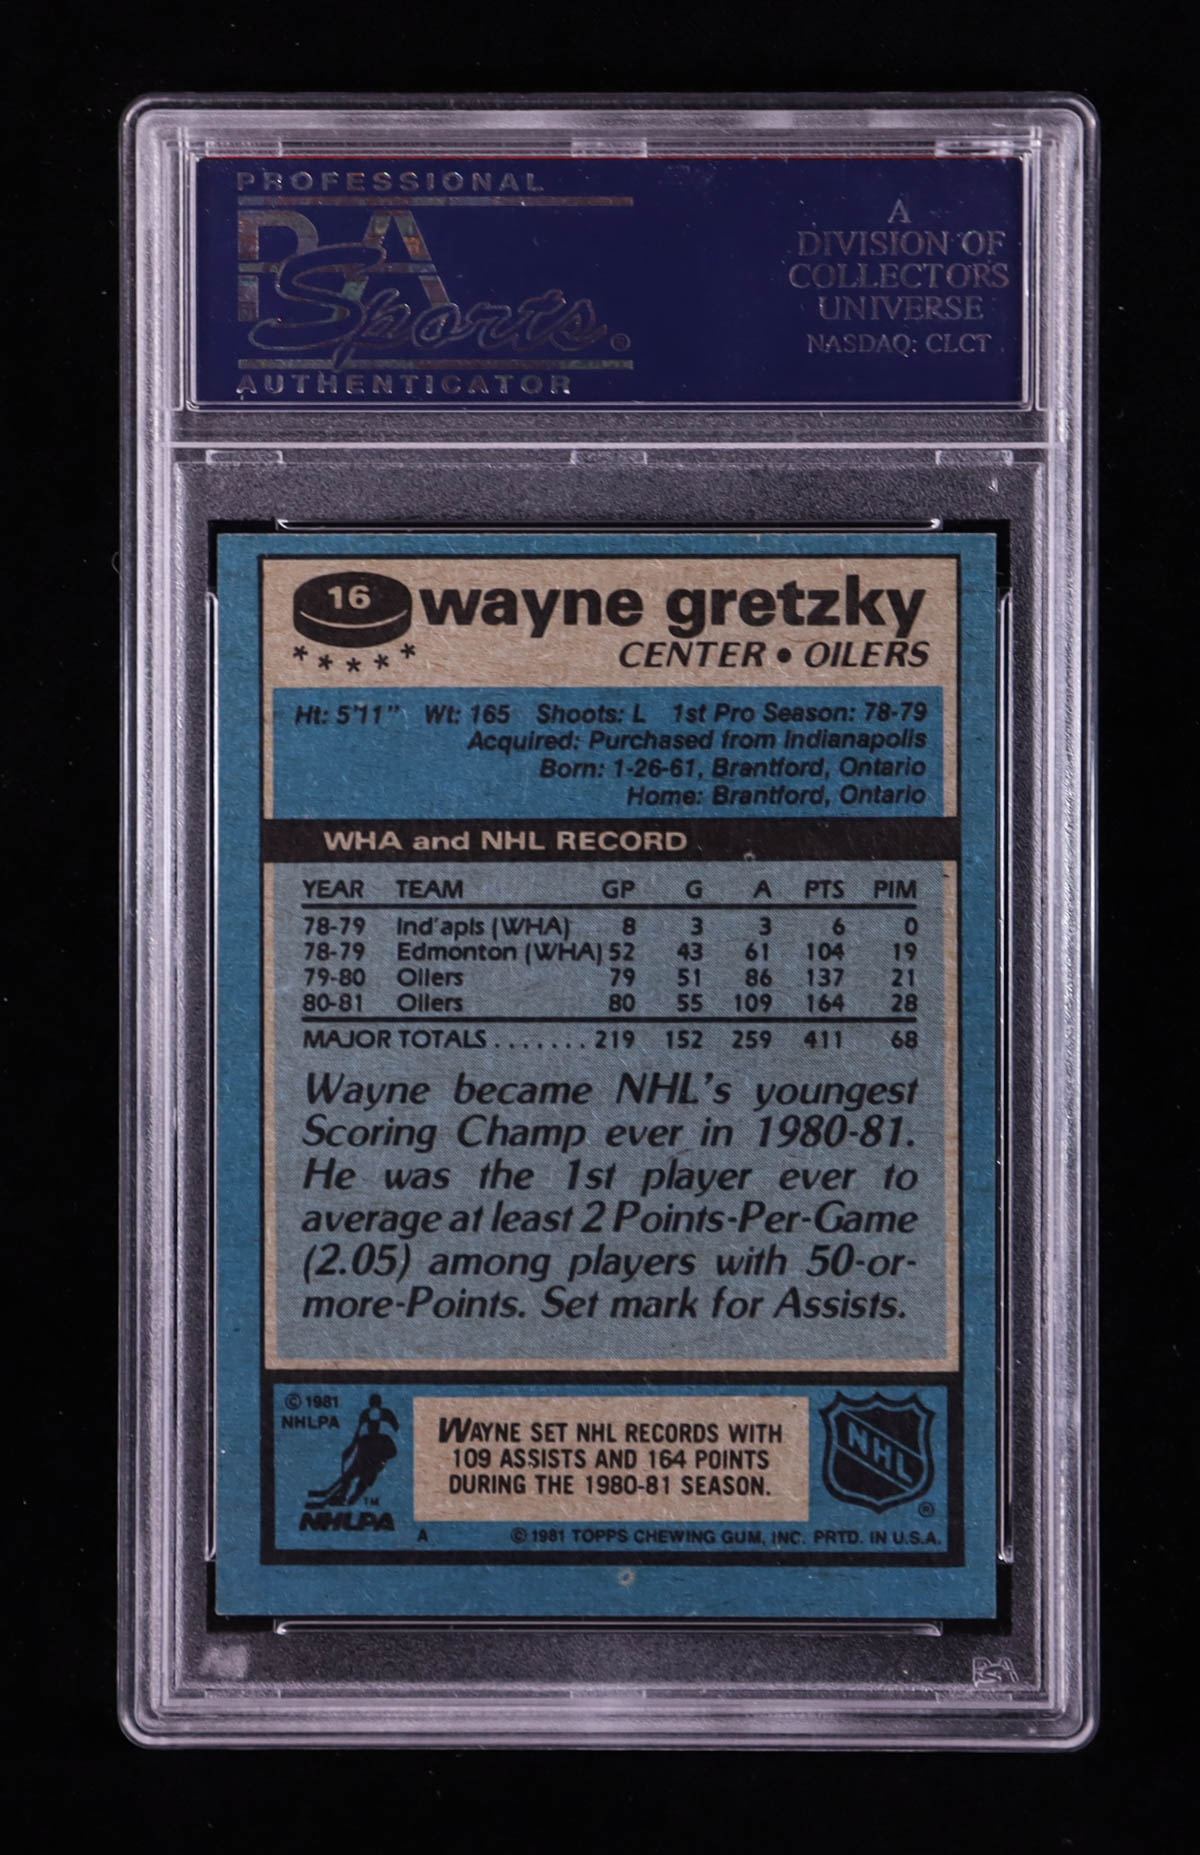 PROFESSIONAL
PSA
Sports®
AUTHENTICATOR
A
DIVISION OF
COLLECTORS
UNIVERSE
NASDAQ: CLCT
16 wayne gretzky
* * * * *
CENTER • OILERS
Ht: 5'11" Wt: 165 Shoots: L 1st Pro Season: 78-79
Acquired: Purchased from Indianapolis
Born: 1-26-61, Brantford, Ontario
Home: Brantford, Ontario
WHA and NHL RECORD
YEAR TEAM GP G A PTS PIM
78-79 Ind'apls (WHA) 8 3 3 6 0
78-79 Edmonton (WHA) 52 43 61 104 19
79-80 Oilers 79 51 86 137 21
80-81 Oilers 80 55 109 164 28
MAJOR TOTALS....... 219 152 259 411 68
Wayne became NHL's youngest
Scoring Champ ever in 1980-81.
He was the 1st player ever to
average at least 2 Points-Per-Game
(2.05) among players with 50-or-
more-Points. Set mark for Assists.
© 1981
NHLPA
TM
NHLPA
WAYNE SET NHL RECORDS WITH
109 ASSISTS AND 164 POINTS
DURING THE 1980-81 SEASON.
NHL
®
A © 1981 TOPPS CHEWING GUM, INC. PRTD. IN U.S.A.
PSA